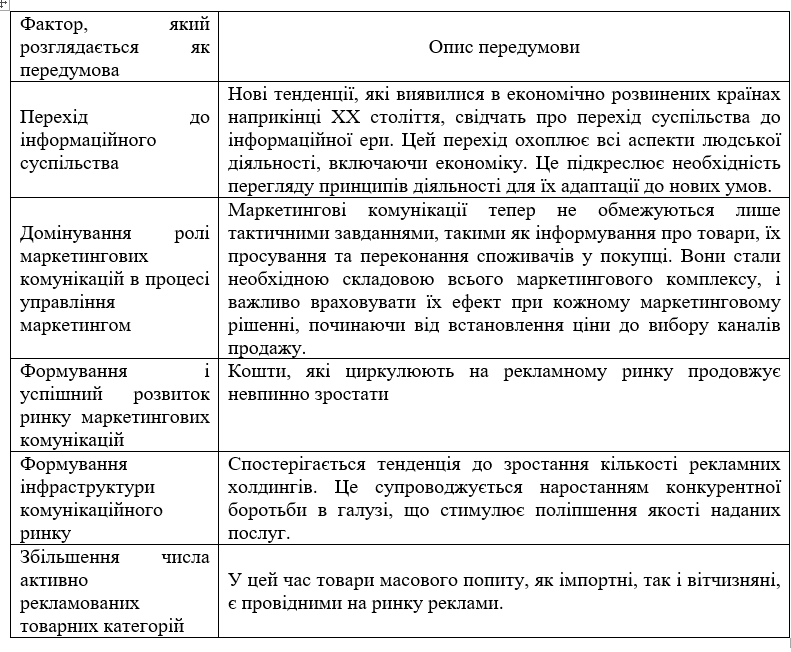 Фактор, який
розглядається як
передумова
Опис передумови
Перехід до
інформаційного
суспільства
Нові тенденції, які виявилися в економічно розвинених країнах
наприкінці XX століття, свідчать про перехід суспільства до
інформаційної ери. Цей перехід охоплює всі аспекти людської
діяльності, включаючи економіку. Це підкреслює необхідність
перегляду принципів діяльності для їх адаптації до нових умов.
Домінування ролі
маркетингових
комунікацій в процесі
управління
маркетингом
Маркетингові комунікації тепер не обмежуються лише
тактичними завданнями, такими як інформування про товари, їх
просування та переконання споживачів у покупці. Вони стали
необхідною складовою всього маркетингового комплексу, і
важливо враховувати їх ефект при кожному маркетинговому
рішенні, починаючи від встановлення ціни до вибору каналів
продажу.
Формування і
успішний розвиток
ринку маркетингових
комунікацій
Кошти, які циркулюють на рекламному ринку продовжує
невпинно зростати
Формування
інфраструктури
комунікаційного
ринку
Спостерігається тенденція до зростання кількості рекламних
холдингів. Це супроводжується наростанням конкурентної
боротьби в галузі, що стимулює поліпшення якості наданих
послуг.
Збільшення числа
активно
рекламованих
товарних категорій
У цей час товари масового попиту, як імпортні, так і вітчизняні,
є провідними на ринку реклами.